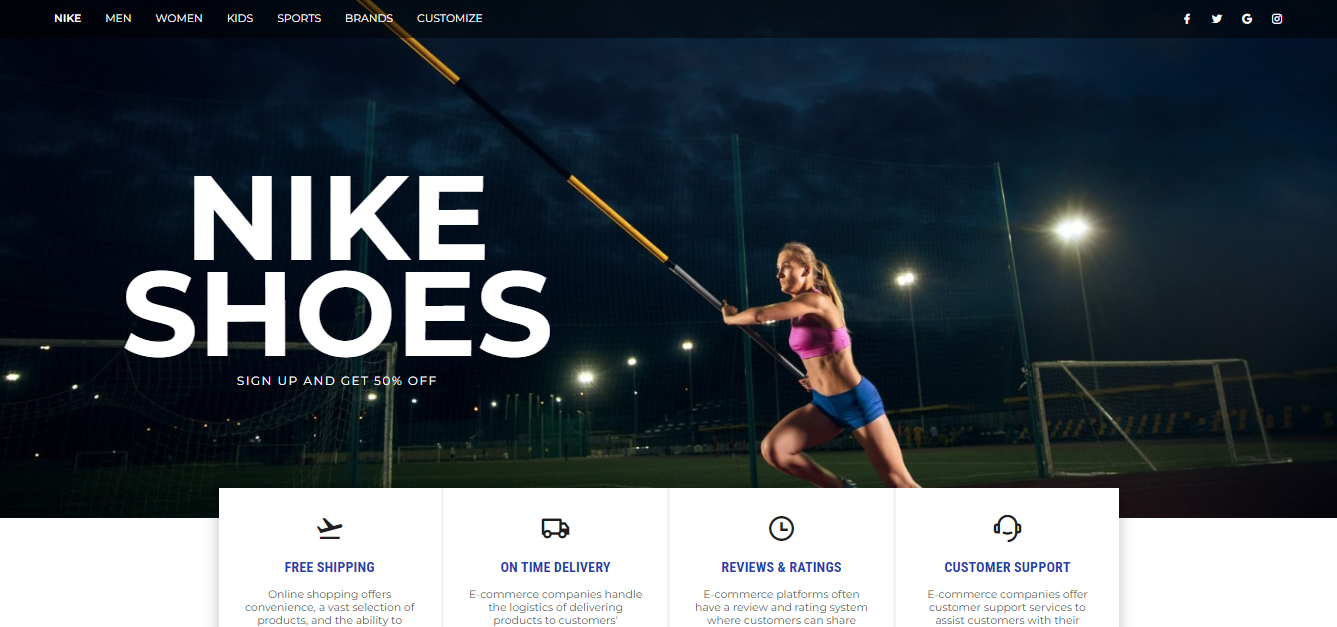 NIKE MEN WOMEN KIDS SPORTS BRANDS CUSTOMIZE
NIKE
SHOES
SIGN UP AND GET 50% OFF
FREE SHIPPING
Online shopping offers
convenience, a vast selection of
products, and the ability to
ON TIME DELIVERY
E-commerce companies handle
the logistics of delivering
products to customers'
REVIEWS & RATINGS
E-commerce platforms often
have a review and rating system
where customers can share
CUSTOMER SUPPORT
E-commerce companies offer
customer support services to
assist customers with their